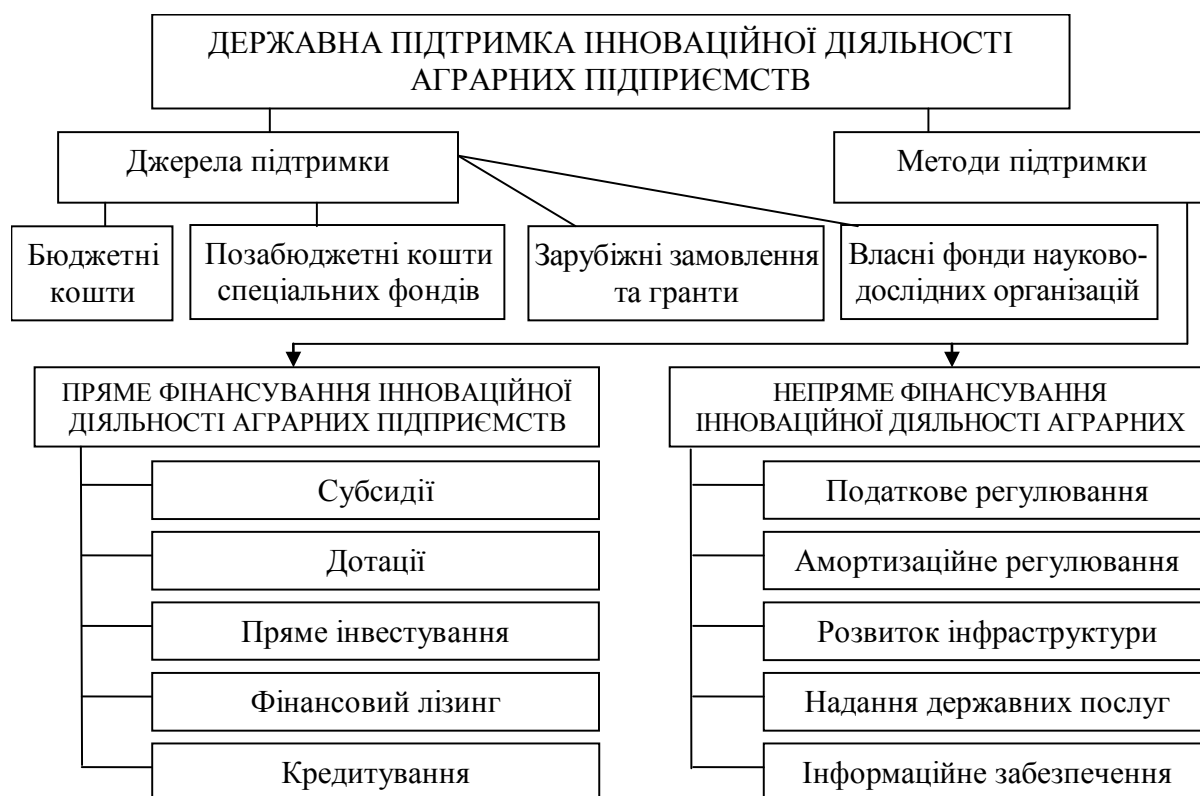 ДЕРЖАВНА ПІДТРИМКА ІННОВАЦІЙНОЇ ДІЯЛЬНОСТІ
АГРАРНИХ ПІДПРИЄМСТВ
Джерела підтримки
Методи підтримки
Бюджетні
кошти
Позабюджетні кошти
спеціальних фондів
Зарубіжні замовлення
та гранти
Власні фонди науково-
дослідних організацій
ПРЯМЕ ФІНАНСУВАННЯ ІННОВАЦІЙНОЇ
ДІЯЛЬНОСТІ АГРАРНИХ ПІДПРИЄМСТВ
НЕПРЯМЕ ФІНАНСУВАННЯ
ІННОВАЦІЙНОЇ ДІЯЛЬНОСТІ АГРАРНИХ
Субсидії
Дотації
Пряме інвестування
Фінансовий лізинг
Кредитування
Податкове регулювання
Амортизаційне регулювання
Розвиток інфраструктури
Надання державних послуг
Інформаційне забезпечення